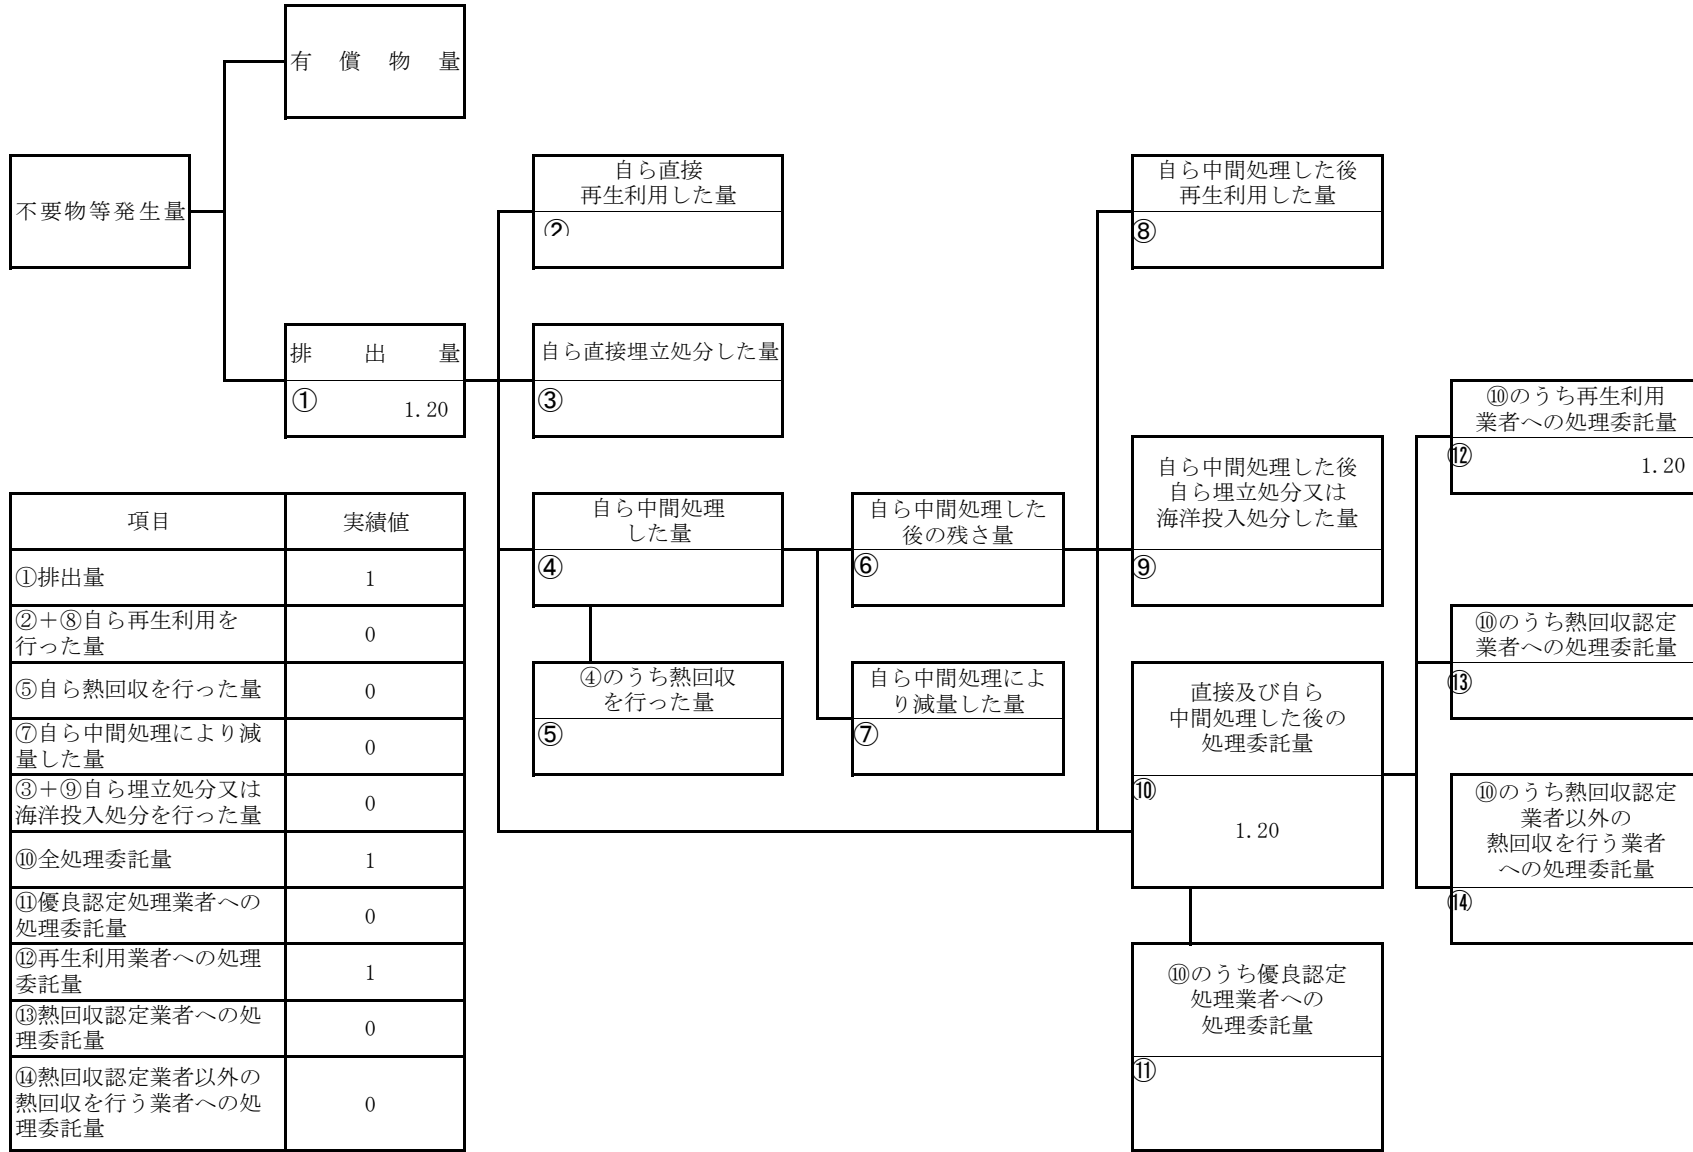 有償物量
不要物等発生量
排出量
①
1.20
自ら直接
再生利用した量
②
自ら直接埋立処分した量
③
自ら中間処理
した量
④
④のうち熱回収
を行った量
⑤
自ら中間処理した
後の残さ量
⑥
自ら中間処理によ
り減量した量
⑦
自ら中間処理した後
再生利用した量
⑧
自ら中間処理した後
自ら埋立処分又は
海洋投入処分した量
⑨
直接及び自ら
中間処理した後の
処理委託量
⑩
1.20
⑩のうち優良認定
処理業者への
処理委託量
⑪
⑩のうち再生利用
業者への処理委託量
⑫
1.20
⑩のうち熱回収認定
業者への処理委託量
⑬
⑩のうち熱回収認定
業者以外の
熱回収を行う業者
への処理委託量
⑭
項目 実績値
①排出量 1
②＋⑧自ら再生利用を
行った量 0
⑤自ら熱回収を行った量 0
⑦自ら中間処理により減
量した量 0
③＋⑨自ら埋立処分又は
海洋投入処分を行った量 0
⑩全処理委託量 1
⑪優良認定処理業者への
処理委託量 0
⑫再生利用業者への処理
委託量 1
⑬熱回収認定業者への処
理委託量 0
⑭熱回収認定業者以外の
熱回収を行う業者への処
理委託量 0